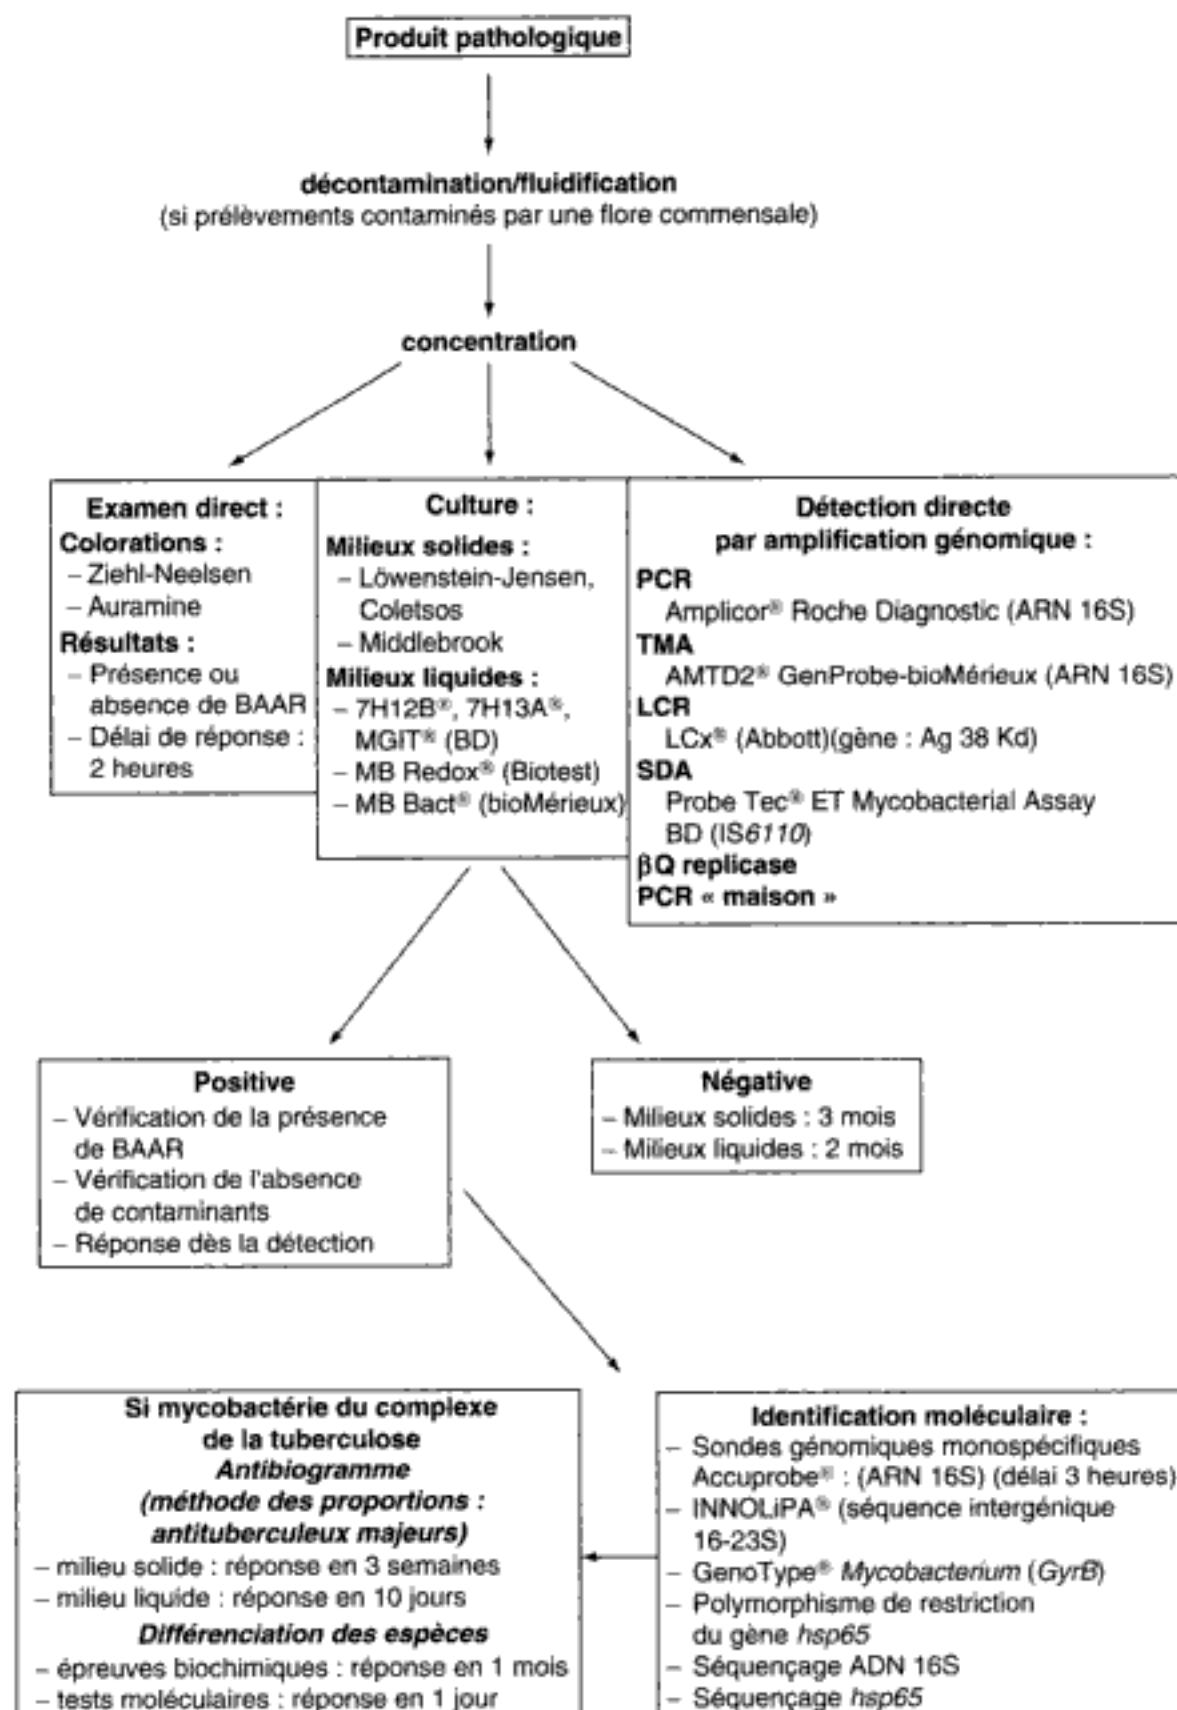 Produit pathologique
décontamination/fluidification
(si prélèvements contaminés par une flore commensale)
concentration
Examen direct :
Colorations :
– Ziehl-Neelsen
– Auramine
Résultats :
– Présence ou
absence de BAAR
– Délai de réponse :
2 heures
Culture :
Milieux solides :
– Löwenstein-Jensen,
Coletsos
– Middlebrook
Milieux liquides :
– 7H12B®, 7H13A®,
MGIT® (BD)
– MB Redox® (Biotest)
– MB Bact® (bioMérieux)
Détection directe
par amplification génomique :
PCR
Amplicor® Roche Diagnostic (ARN 16S)
TMA
AMTD2® GenProbe-bioMérieux (ARN 16S)
LCR
LCx® (Abbott)(gène : Ag 38 Kd)
SDA
Probe Tec® ET Mycobacterial Assay
BD (IS6110)
βQ replicase
PCR « maison »
Positive
– Vérification de la présence
de BAAR
– Vérification de l'absence
de contaminants
– Réponse dès la détection
Négative
– Milieux solides : 3 mois
– Milieux liquides : 2 mois
Si mycobactérie du complexe
de la tuberculose
Antibiogramme
(méthode des proportions :
antituberculeux majeurs)
– milieu solide : réponse en 3 semaines
– milieu liquide : réponse en 10 jours
Différenciation des espèces
– épreuves biochimiques : réponse en 1 mois
– tests moléculaires : réponse en 1 jour
Identification moléculaire :
– Sondes génomiques monospécifiques
Accuprobe® : (ARN 16S) (délai 3 heures)
– INNOLiPA® (séquence intergénique
16-23S)
– GenoType® Mycobacterium (GyrB)
– Polymorphisme de restriction
du gène hsp65
– Séquençage ADN 16S
– Séquençage hsp65